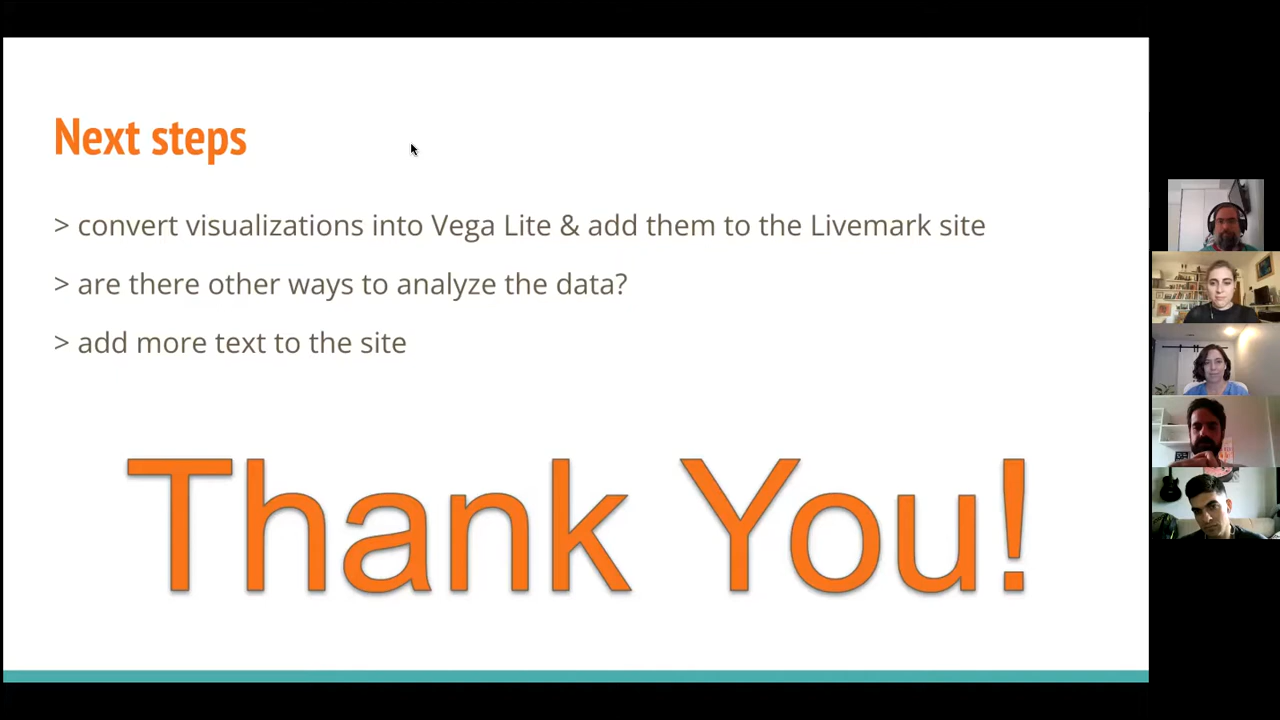 Next steps
> convert visualizations into Vega Lite & add them to the Livemark site
> are there other ways to analyze the data?
> add more text to the site
Thank You!